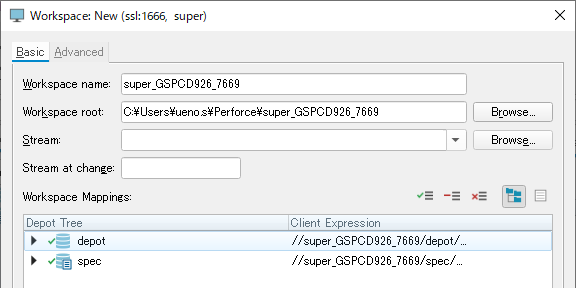 Workspace: New (ssl:1666, super)
Basic Advanced
Workspace name: super_GSPCD926_7669
Workspace root: C:¥Users¥ueno.s¥Perforce¥super_GSPCD926_7669 Browse...
Stream: Browse...
Stream at change:
Workspace Mappings:
Depot Tree Client Expression
depot //super_GSPCD926_7669/depot/...
spec //super_GSPCD926_7669/spec/...